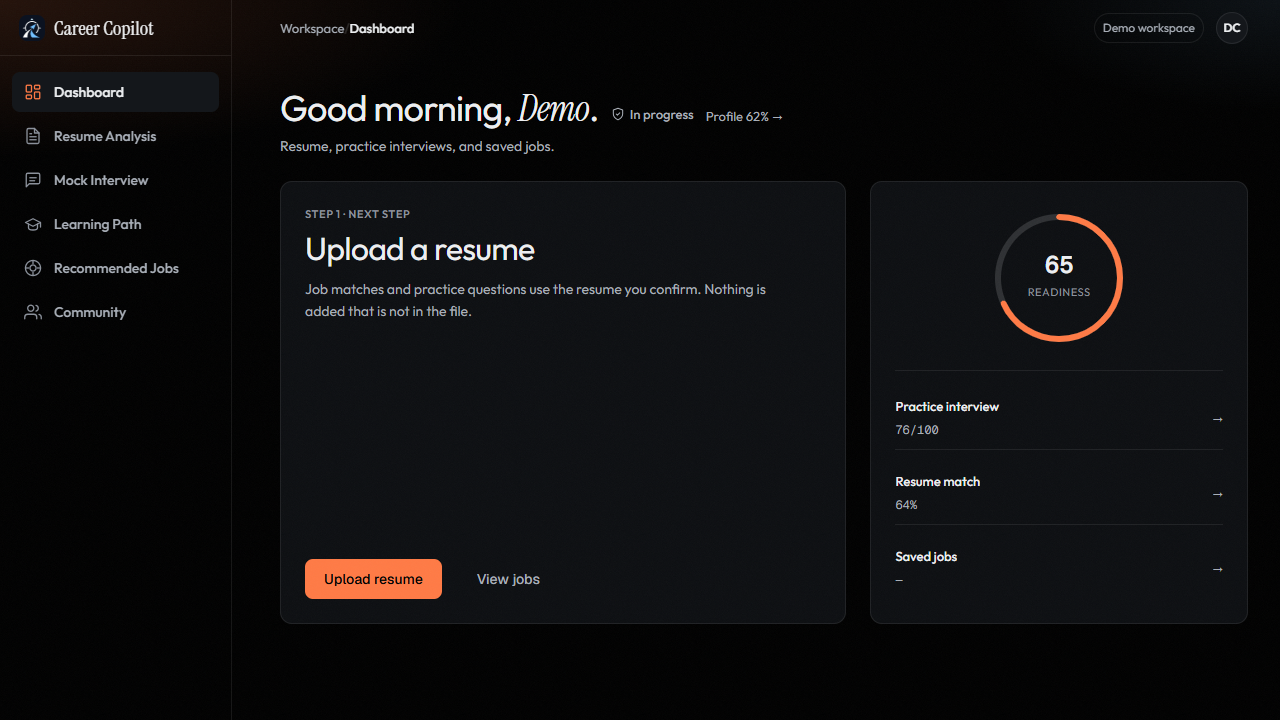 Career Copilot
Workspace/Dashboard
Demo workspace
DC
Dashboard
Resume Analysis
Mock Interview
Learning Path
Recommended Jobs
Community
Good morning, Demo.
In progress
Profile 62% →
Resume, practice interviews, and saved jobs.
STEP 1 · NEXT STEP
Upload a resume
Job matches and practice questions use the resume you confirm. Nothing is
added that is not in the file.
Upload resume
View jobs
65
READINESS
Practice interview
76/100
→
Resume match
64%
→
Saved jobs
—
→